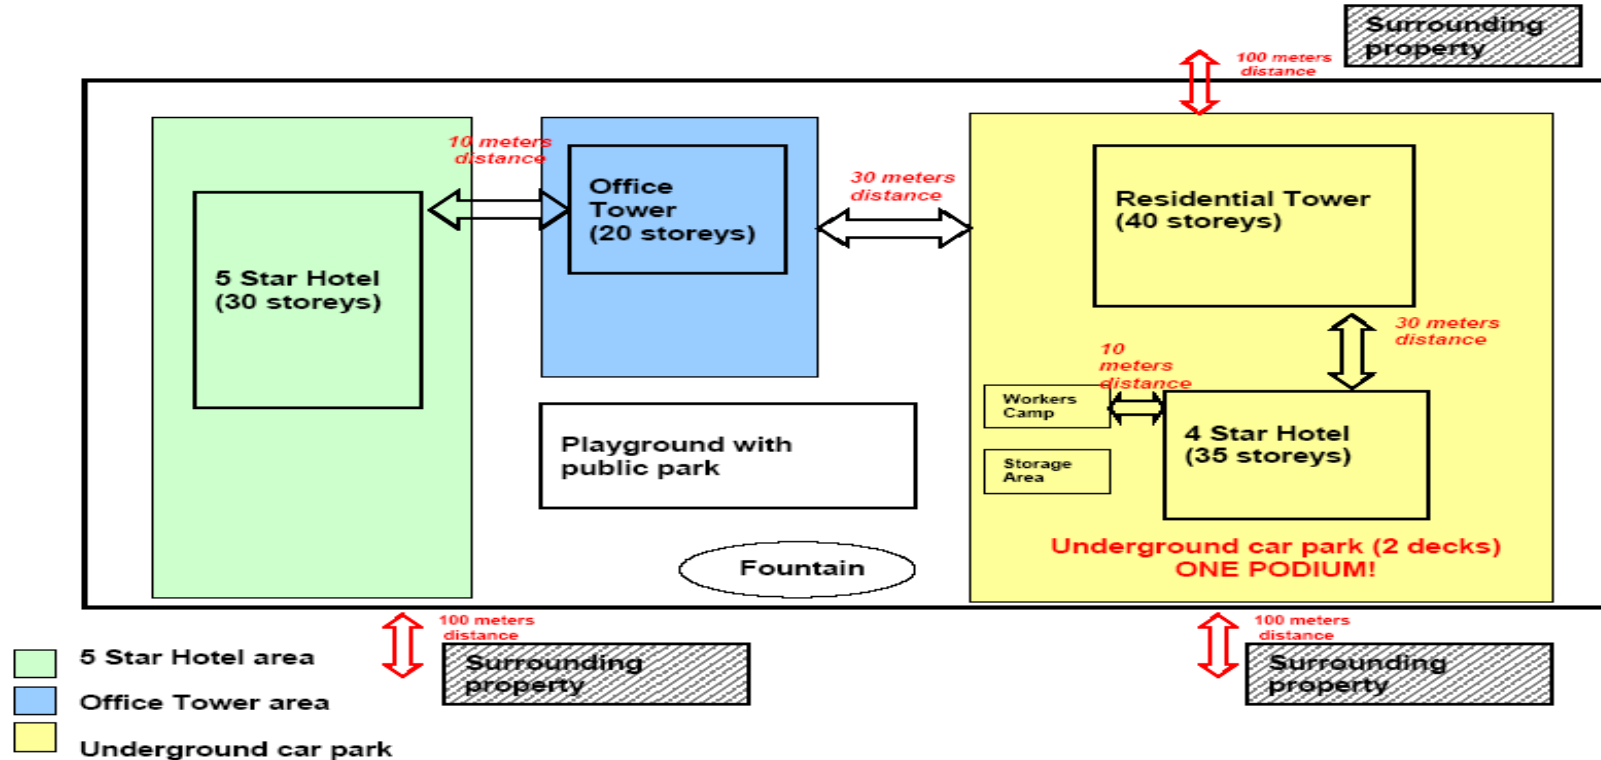 Surrounding
property
100 meters
distance
10 meters
distance
Office
Tower
(20 storeys)
30 meters
distance
Residential Tower
(40 storeys)
5 Star Hotel
(30 storeys)
30 meters
distance
10
meters
distance
Workers
Camp
4 Star Hotel
(35 storeys)
Storage
Area
Playground with
public park
Underground car park (2 decks)
ONE PODIUM!
Fountain
100 meters
distance
Surrounding
property
100 meters
distance
Surrounding
property
5 Star Hotel area
Office Tower area
Underground car park